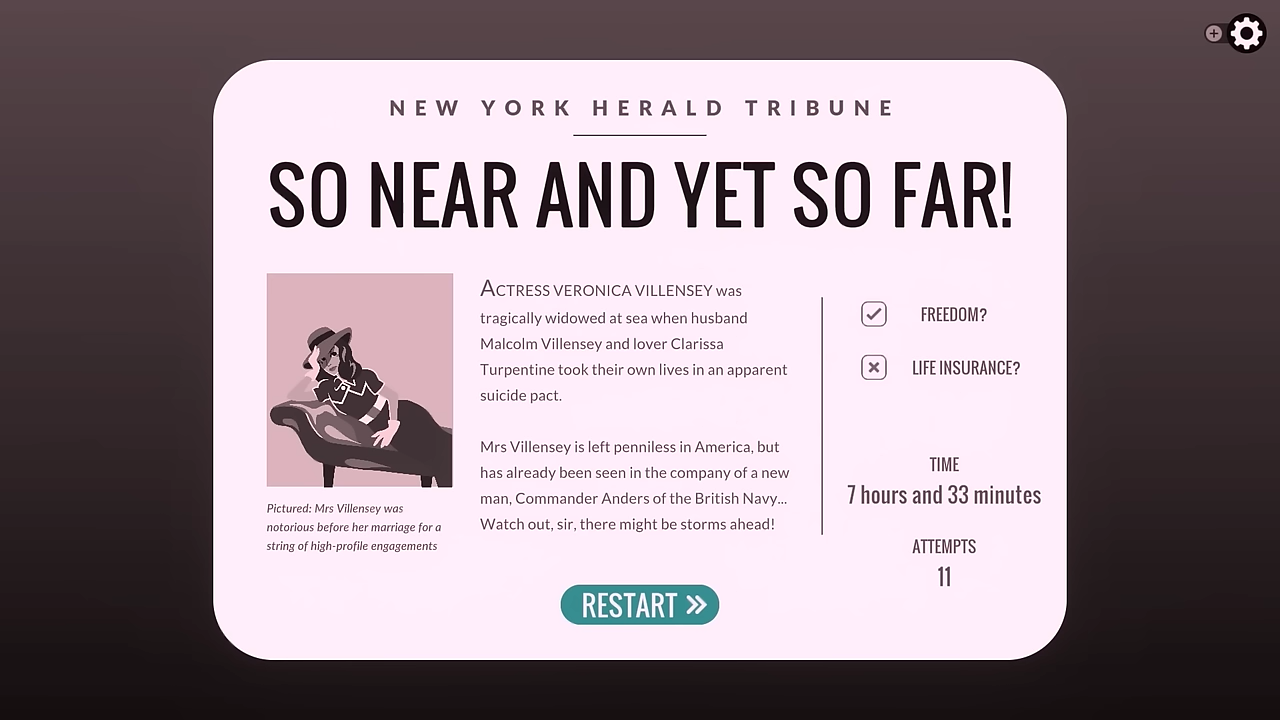 NEW YORK HERALD TRIBUNE
SO NEAR AND YET SO FAR!
ACTRESS VERONICA VILLENSEY was
tragically widowed at sea when husband
Malcolm Villensey and lover Clarissa
Turpentine took their own lives in an apparent
suicide pact.
Mrs Villensey is left penniless in America, but
has already been seen in the company of a new
man, Commander Anders of the British Navy...
Watch out, sir, there might be storms ahead!
Pictured: Mrs Villensey was
notorious before her marriage for a
string of high-profile engagements
FREEDOM?
LIFE INSURANCE?
TIME
7 hours and 33 minutes
ATTEMPTS
11
RESTART